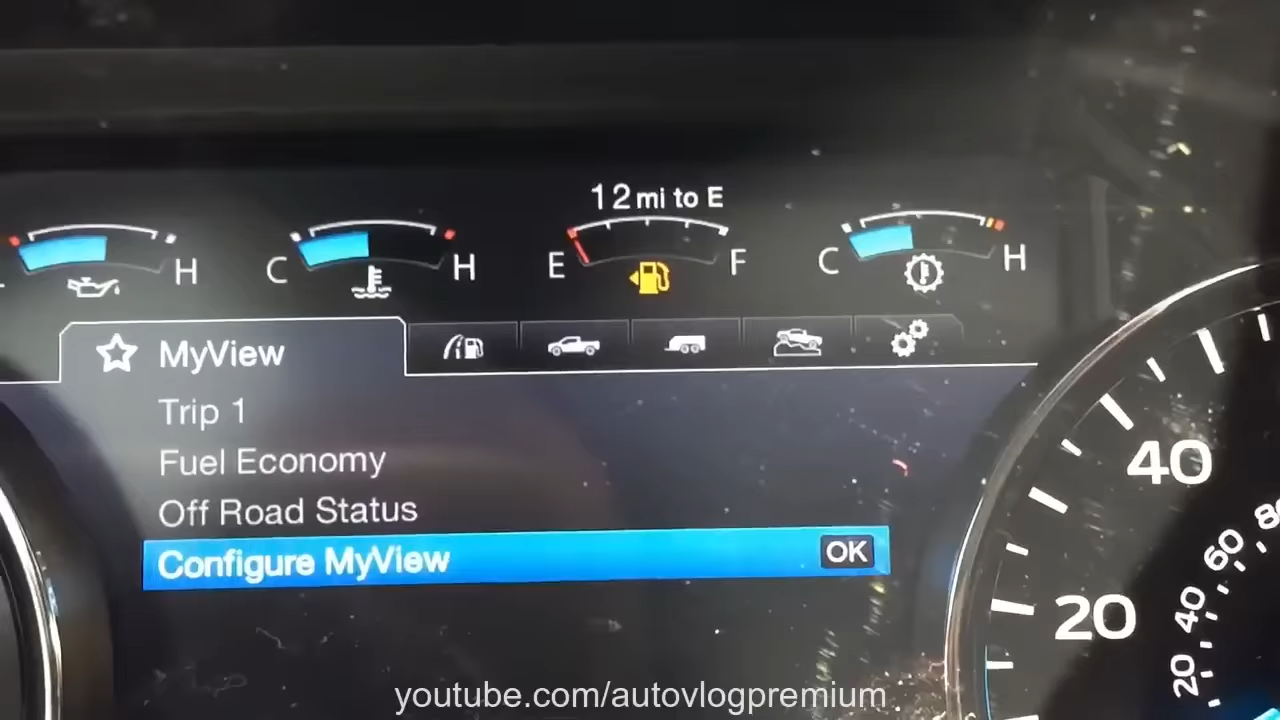 12 mi to E
H
C
H
E
F
C
H
MyView
Trip 1
Fuel Economy
Off Road Status
Configure MyView
OK
40
20
80
60
40
20
youtube.com/autovlogpremium